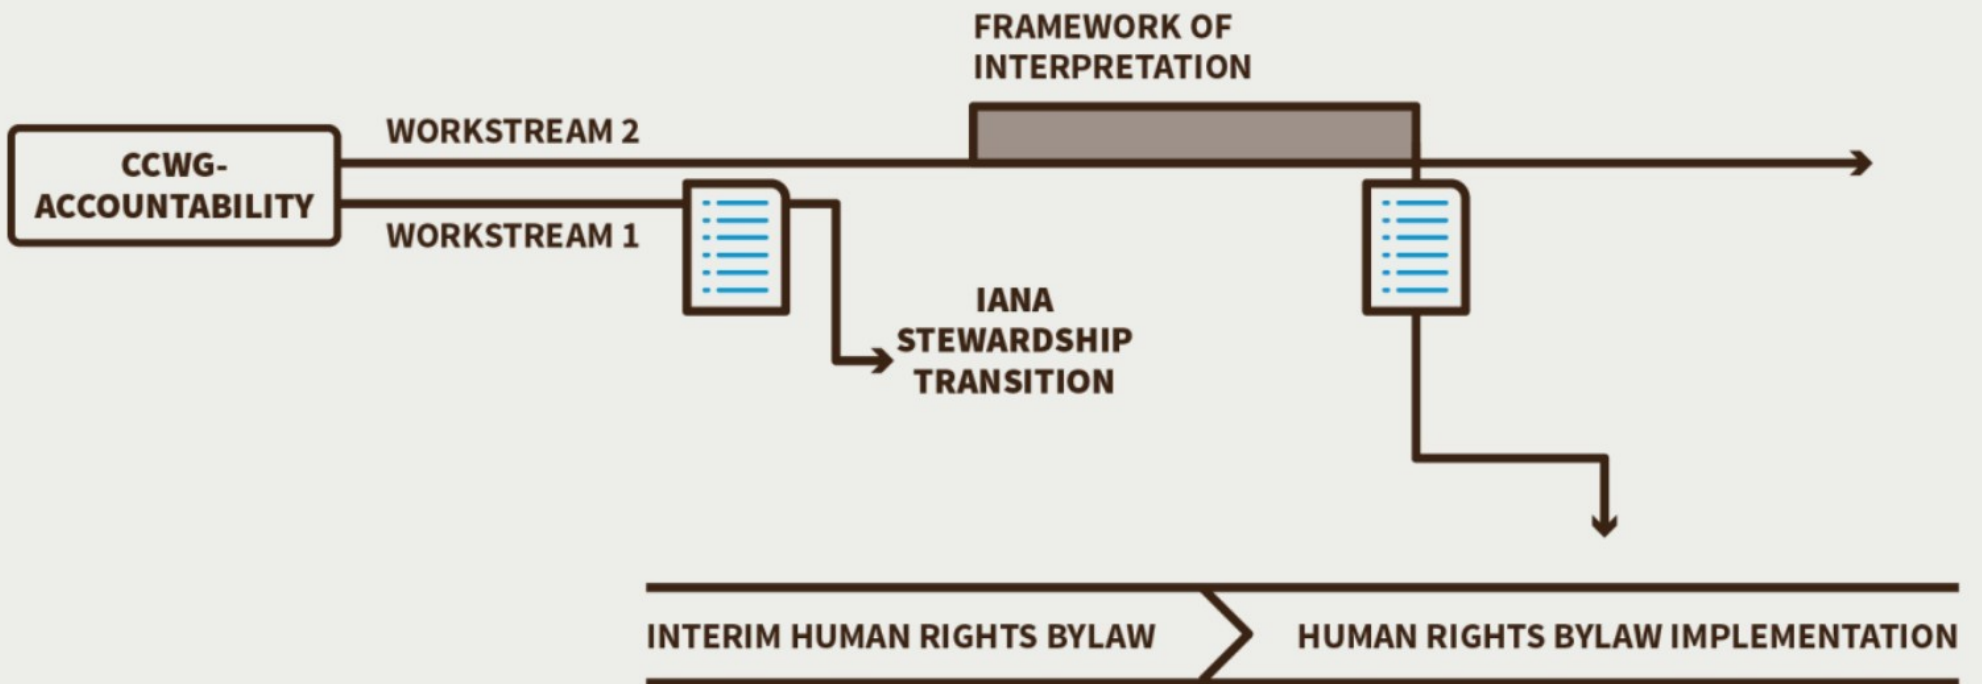 FRAMEWORK OF
INTERPRETATION
WORKSTREAM 2
CCWG-
ACCOUNTABILITY
WORKSTREAM 1
IANA
STEWARDSHIP
TRANSITION
INTERIM HUMAN RIGHTS BYLAW
HUMAN RIGHTS BYLAW IMPLEMENTATION